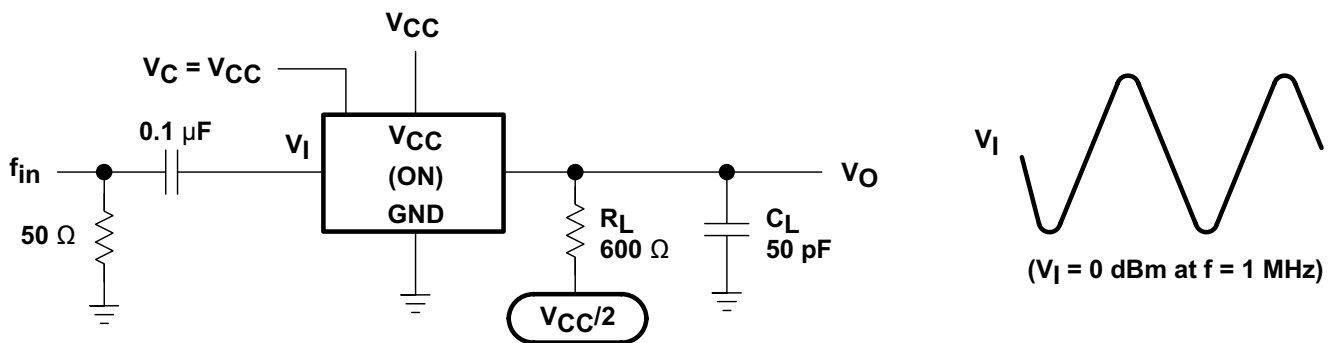 VCC
VC = VCC
0.1 µF
VI
VCC
(ON)
GND
fin
50 Ω
VO
RL
600 Ω
CL
50 pF
VCC/2
VI
(VI = 0 dBm at f = 1 MHz)